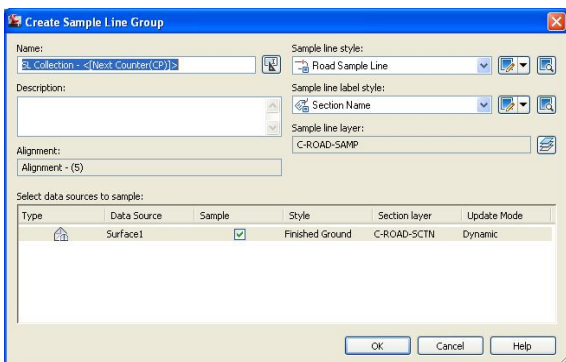 Create Sample Line Group
Name:
SL Collection - <[Next Counter(CP)]>
Description:
Alignment:
Alignment - (5)
Sample line style:
Road Sample Line
Sample line label style:
Section Name
Sample line layer:
C-ROAD-SAMP
Select data sources to sample:
Type Data Source Sample Style Section layer Update Mode
Surface1 Finished Ground C-ROAD-SCTN Dynamic
OK Cancel Help